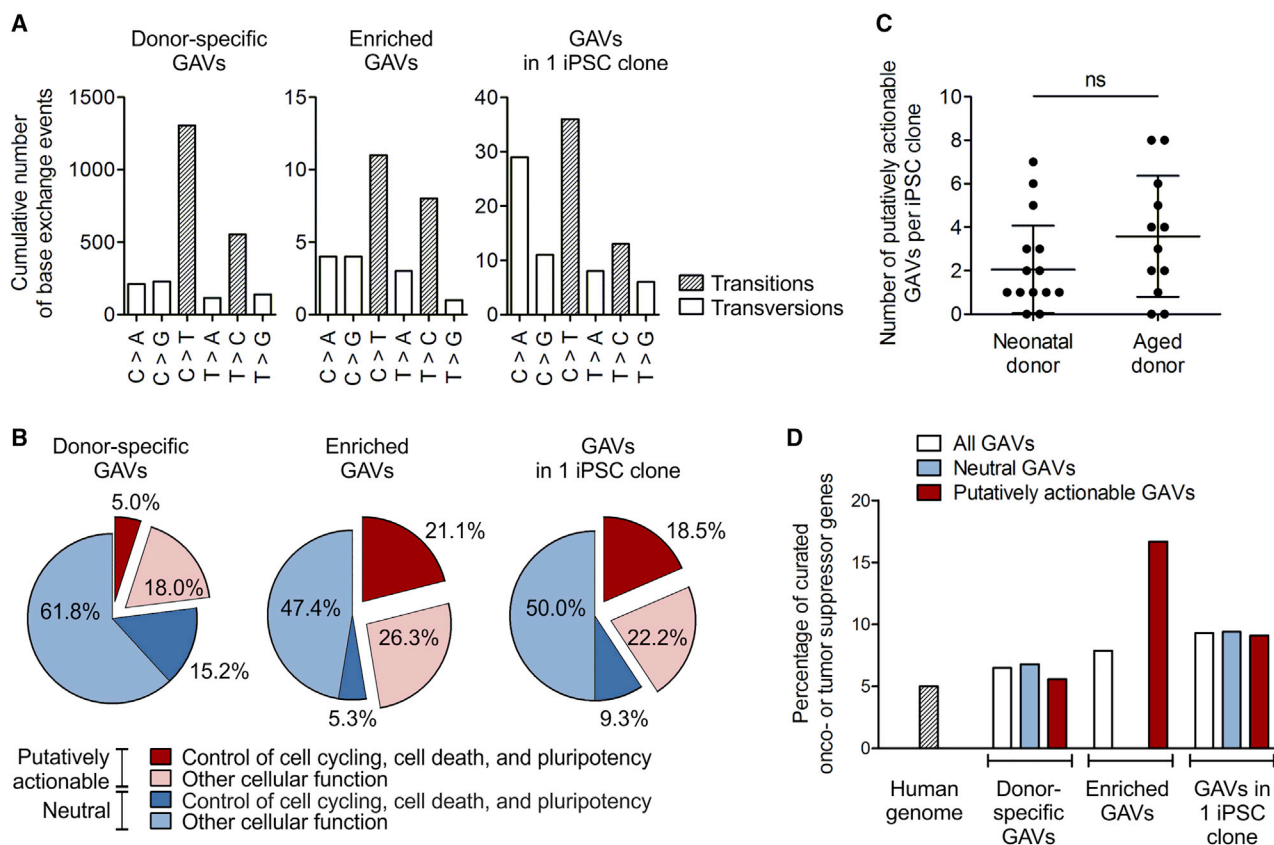 A
Donor-specific
GAVs
Enriched
GAVs
GAVs
in 1 iPSC clone
Cumulative number
of base exchange events
1500
1000
500
0
15
10
5
0
40
30
20
10
0
C > A
C > G
C > T
T > A
T > C
T > G
C > A
C > G
C > T
T > A
T > C
T > G
C > A
C > G
C > T
T > A
T > C
T > G
Transitions
Transversions
C
ns
Number of putatively actionable
GAVs per iPSC clone
10
8
6
4
2
0
Neonatal
donor
Aged
donor
B
Donor-specific
GAVs
5.0%
18.0%
61.8%
15.2%
Enriched
GAVs
21.1%
47.4%
26.3%
5.3%
GAVs
in 1 iPSC clone
18.5%
50.0%
22.2%
9.3%
Putatively
actionable
Neutral
Control of cell cycling, cell death, and pluripotency
Other cellular function
Control of cell cycling, cell death, and pluripotency
Other cellular function
D
All GAVs
Neutral GAVs
Putatively actionable GAVs
Percentage of curated
onco- or tumor suppressor genes
20
15
10
5
0
Human
genome
Donor-
specific
GAVs
Enriched
GAVs
GAVs in
1 iPSC
clone